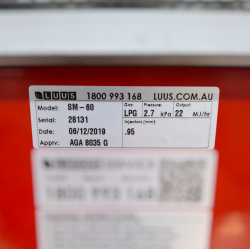 LUUS 1800 993 168 LUUS.COM.AU
Model: SM-60 Gas: LPG Pressure: 2.7 kPa Output 22 MJ/hr
Serial: 28131 Injectors(mm):
Date: 06/12/2019 .95
Apprv: AGA 8035 G
1800 993 168